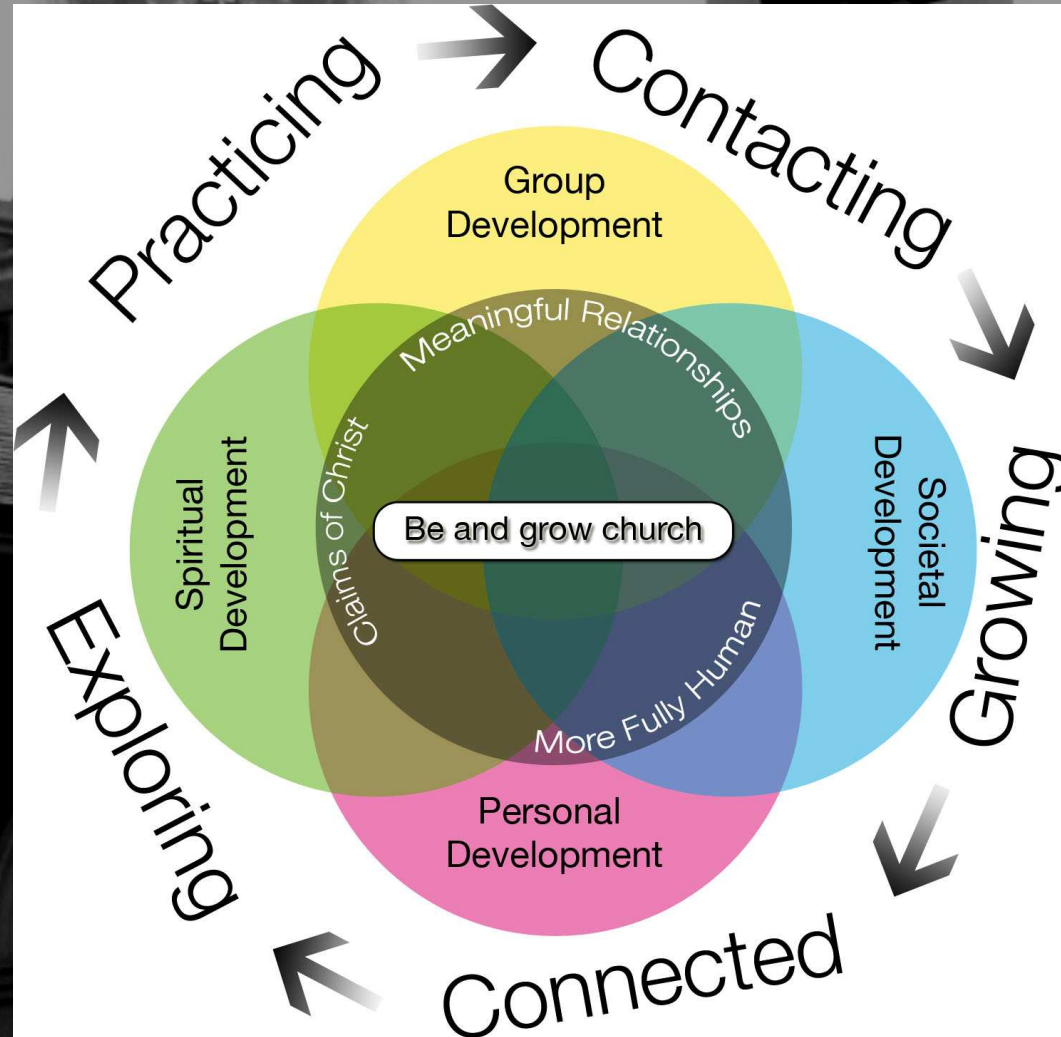 Practicing
Contacting
Growing
Connected
Exploring
Group
Development
Meaningful Relationships
Spiritual
Development
Claims of Christ
Be and grow church
Societal
Development
More Fully Human
Personal
Development